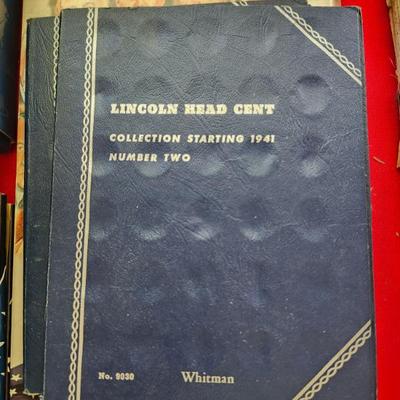 LINCOLN HEAD CENT
COLLECTION STARTING 1941
NUMBER TWO
No. 9030
Whitman